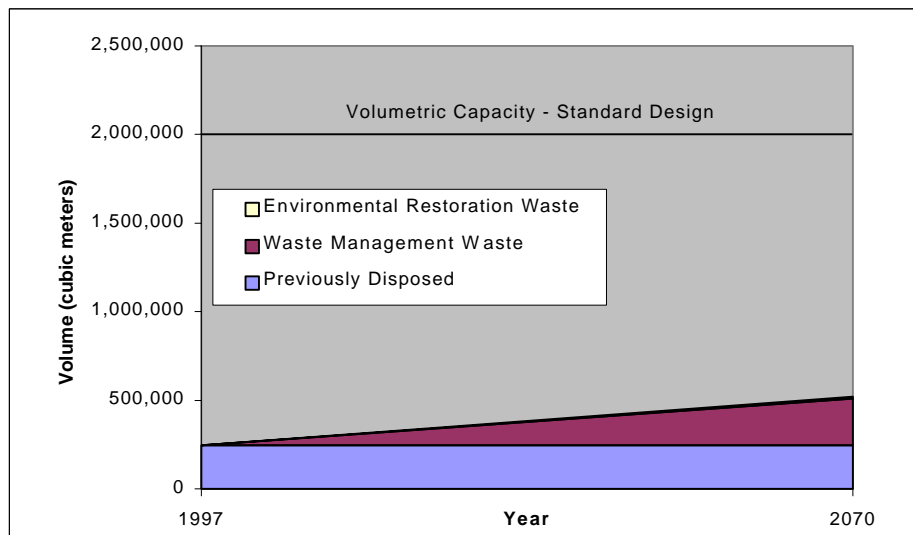 2,500,000
Volumetric Capacity - Standard Design
2,000,000
1,500,000
Environmental Restoration Waste
Waste Management Waste
Previously Disposed
1,000,000
500,000
0
Volume (cubic meters)
1997
Year
2070